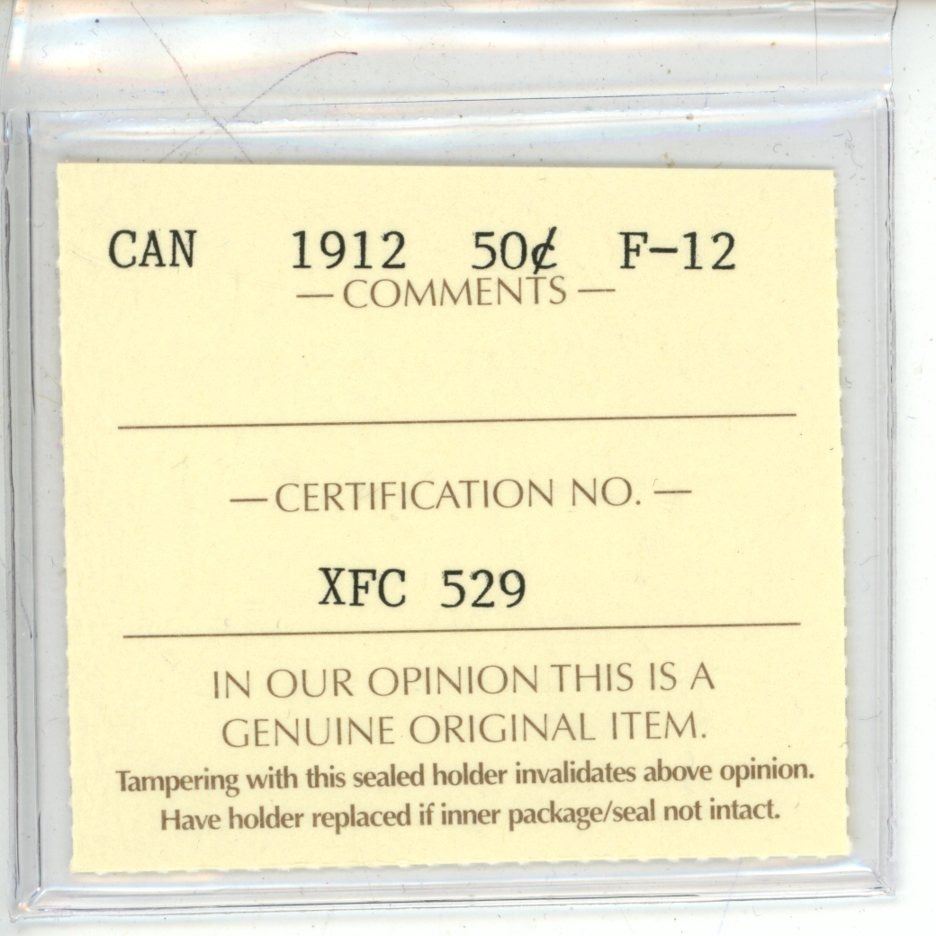 CAN 1912 50¢ F-12
— COMMENTS —
— CERTIFICATION NO. —
XFC 529
IN OUR OPINION THIS IS A
GENUINE ORIGINAL ITEM.
Tampering with this sealed holder invalidates above opinion.
Have holder replaced if inner package/seal not intact.